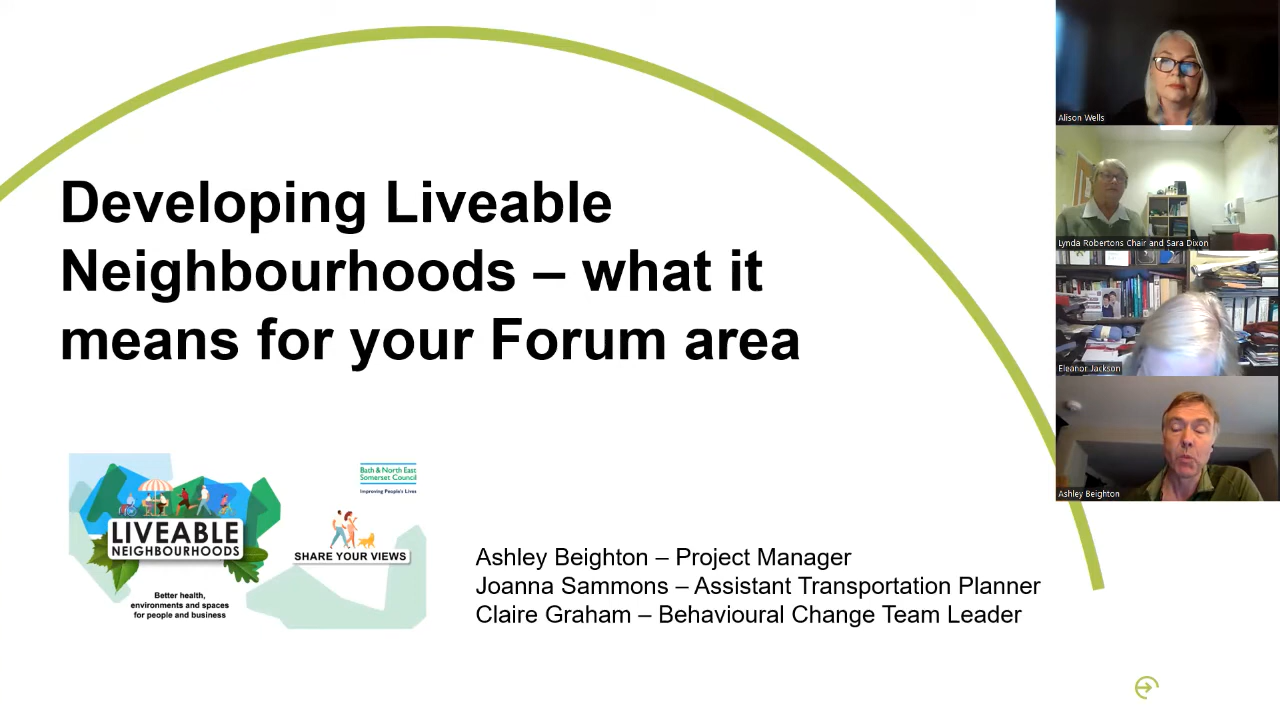 Developing Liveable
Neighbourhoods – what it
means for your Forum area
Bath & North East
Somerset Council
Improving People's Lives
LIVEABLE
NEIGHBOURHOODS
SHARE YOUR VIEWS
Better health,
environments and spaces
for people and business
Ashley Beighton – Project Manager
Joanna Sammons – Assistant Transportation Planner
Claire Graham – Behavioural Change Team Leader
Alison Wells
Lynda Robertons Chair and Sara Dixon
Eleanor Jackson
Ashley Beighton